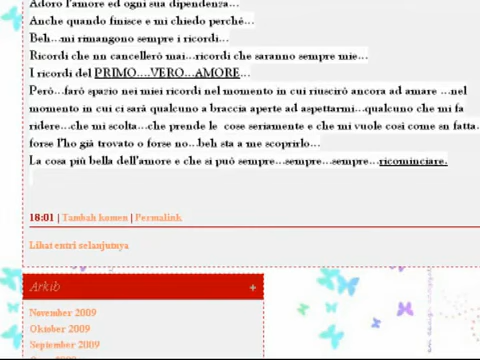 Adoro l'amore ed ogni sua dipendenza...
Anche quando finisce e mi chiedo perché...
Beh...mi rimangono sempre i ricordi...
Ricordi che nn cancellerò mai...ricordi che saranno sempre mie...
I ricordi del PRIMO....VERO...AMORE...
Però...farò spazio nei miei ricordi nel momento in cui riuscirò ancora ad amare ...nel
momento in cui ci sarà qualcuno a braccia aperte ad aspettarmi...qualcuno che mi fa
ridere...che mi scolta...che prende le cose seriamente e che mi vuole cosi come sn fatta.
forse l'ho già trovato o forse no...beh sta a me scoprirlo...
La cosa più bella dell'amore e che si può sempre...sempre...sempre...ricominciare.
18:01 | Tambah komen | Permalink
Lihat entri selanjutnya
Arkib +
November 2009
Oktober 2009
September 2009